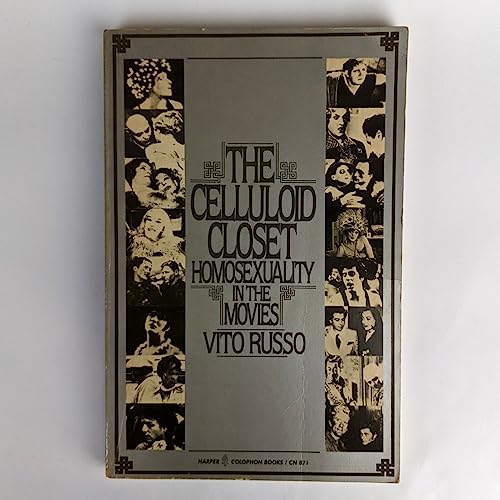 THE
CELLULOID
CLOSET
HOMOSEXUALITY
IN THE
MOVIES
VITO RUSSO
HARPER COLOPHON BOOKS / CN 871